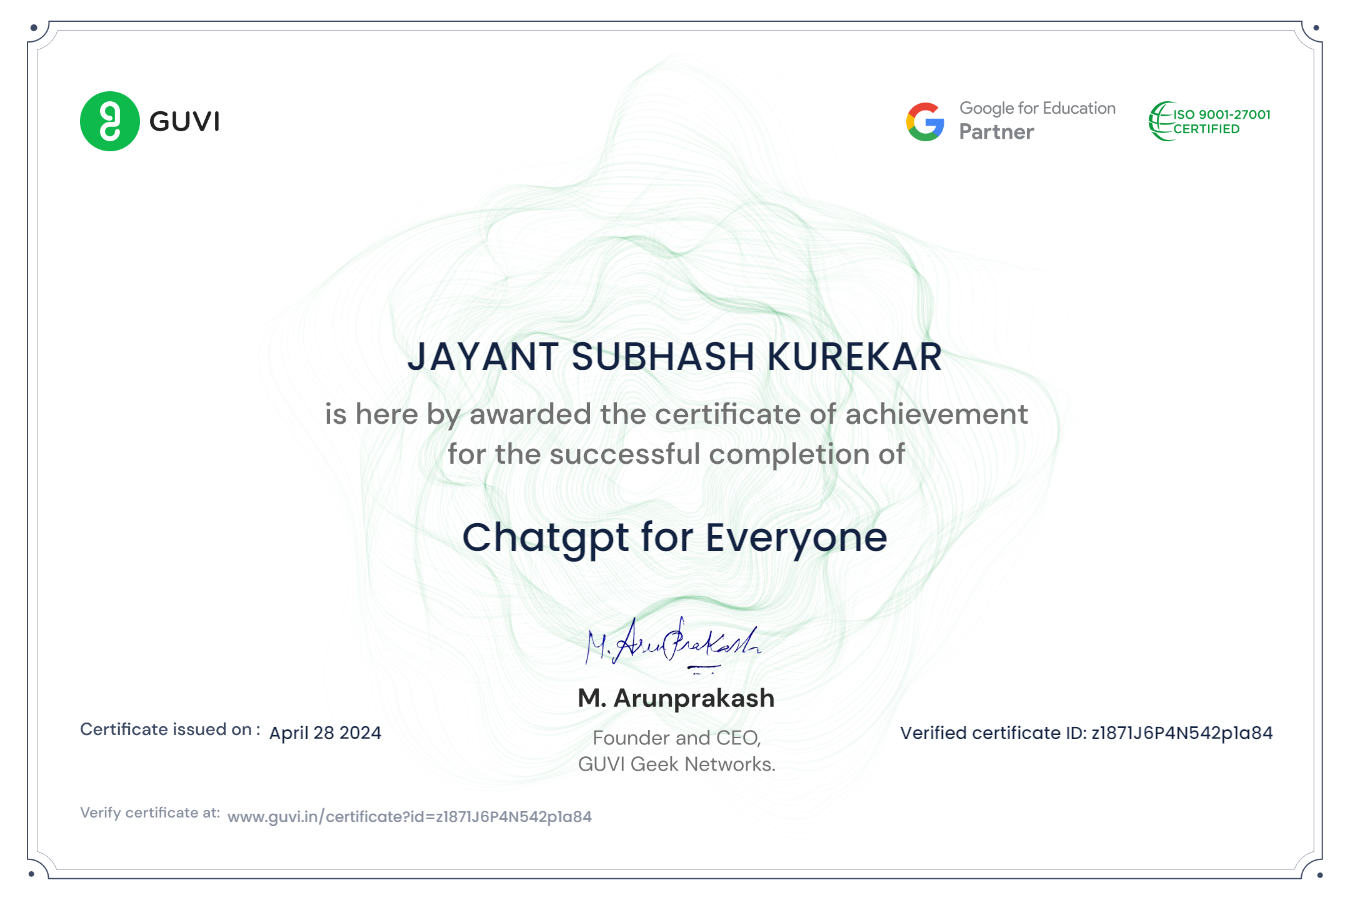 GUVI
Google for Education
Partner
ISO 9001-27001
CERTIFIED
JAYANT SUBHASH KUREKAR
is here by awarded the certificate of achievement
for the successful completion of
Chatgpt for Everyone
M. Arunprakash
M. Arunprakash
Founder and CEO,
GUVI Geek Networks.
Certificate issued on : April 28 2024
Verified certificate ID: z1871J6P4N542p1a84
Verify certificate at: www.guvi.in/certificate?id=z1871J6P4N542p1a84